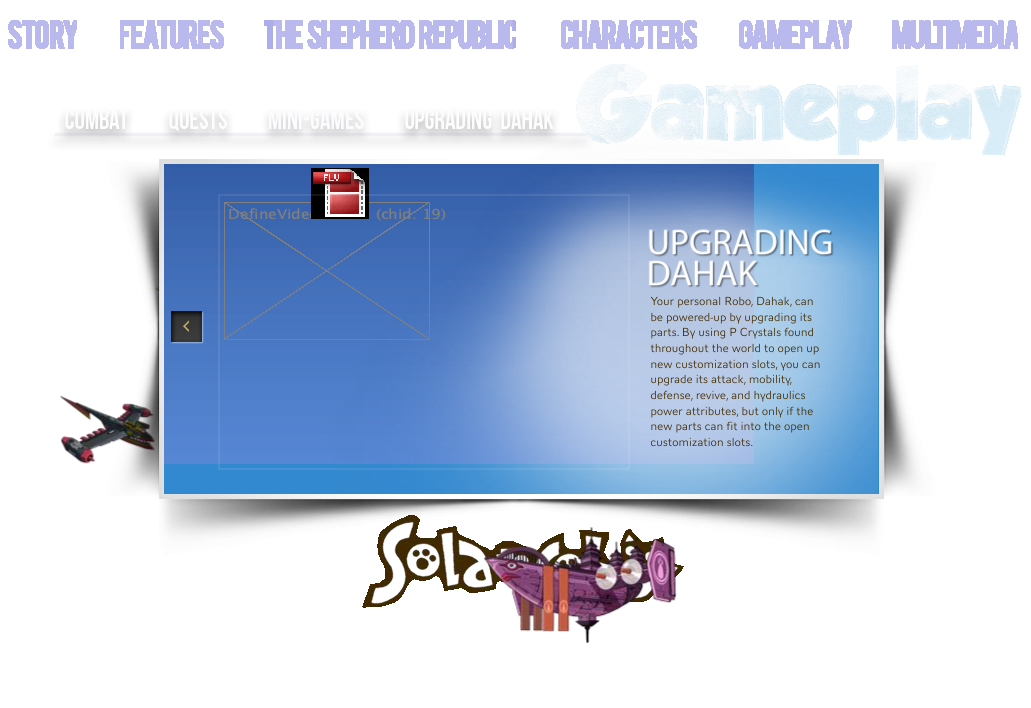 STORY FEATURES THE SHEPHERD REPUBLIC CHARACTERS GAMEPLAY MULTIMEDIA
Gameplay
COMBAT QUESTS MINI-GAMES UPGRADING DAHAK
FLV
DefineVide (chid: 19)
UPGRADING
DAHAK
Your personal Robo, Dahak, can
be powered-up by upgrading its
parts. By using P Crystals found
throughout the world to open up
new customization slots, you can
upgrade its attack, mobility,
defense, revive, and hydraulics
power attributes, but only if the
new parts can fit into the open
customization slots.